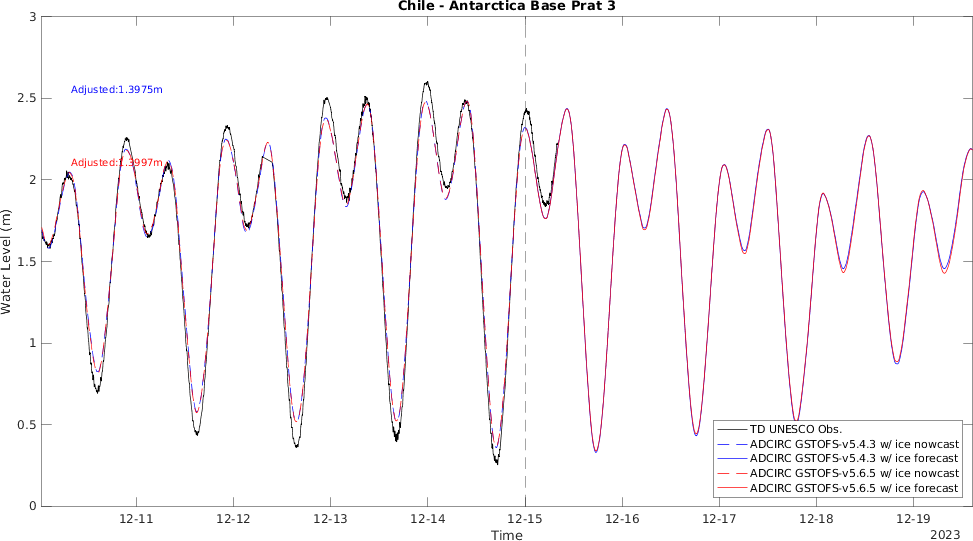 Chile - Antarctica Base Prat 3
3
2.5
2
1.5
1
0.5
0
Water Level (m)
Adjusted:1.3975m
Adjusted:1.3997m
TD UNESCO Obs.
ADCIRC GSTOFS-v5.4.3 w/ ice nowcast
ADCIRC GSTOFS-v5.4.3 w/ ice forecast
ADCIRC GSTOFS-v5.6.5 w/ ice nowcast
ADCIRC GSTOFS-v5.6.5 w/ ice forecast
12-11 12-12 12-13 12-14 12-15 12-16 12-17 12-18 12-19
Time
2023